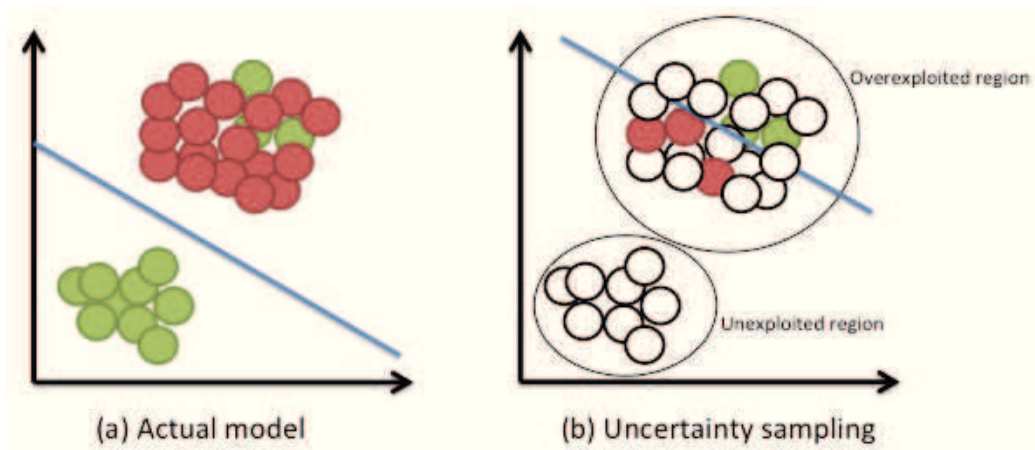 Overexploited region
Unexploited region
(a) Actual model
(b) Uncertainty sampling